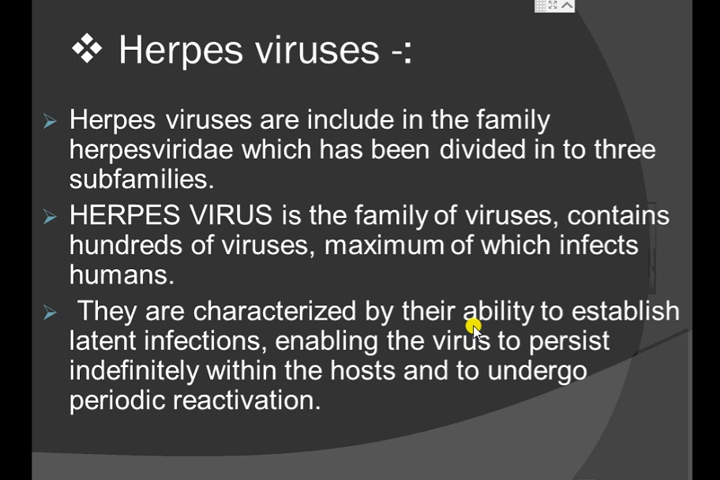 ❖ Herpes viruses -:
➢ Herpes viruses are include in the family
herpesviridae which has been divided in to three
subfamilies.
➢ HERPES VIRUS is the family of viruses, contains
hundreds of viruses, maximum of which infects
humans.
➢ They are characterized by their ability to establish
latent infections, enabling the virus to persist
indefinitely within the hosts and to undergo
periodic reactivation.